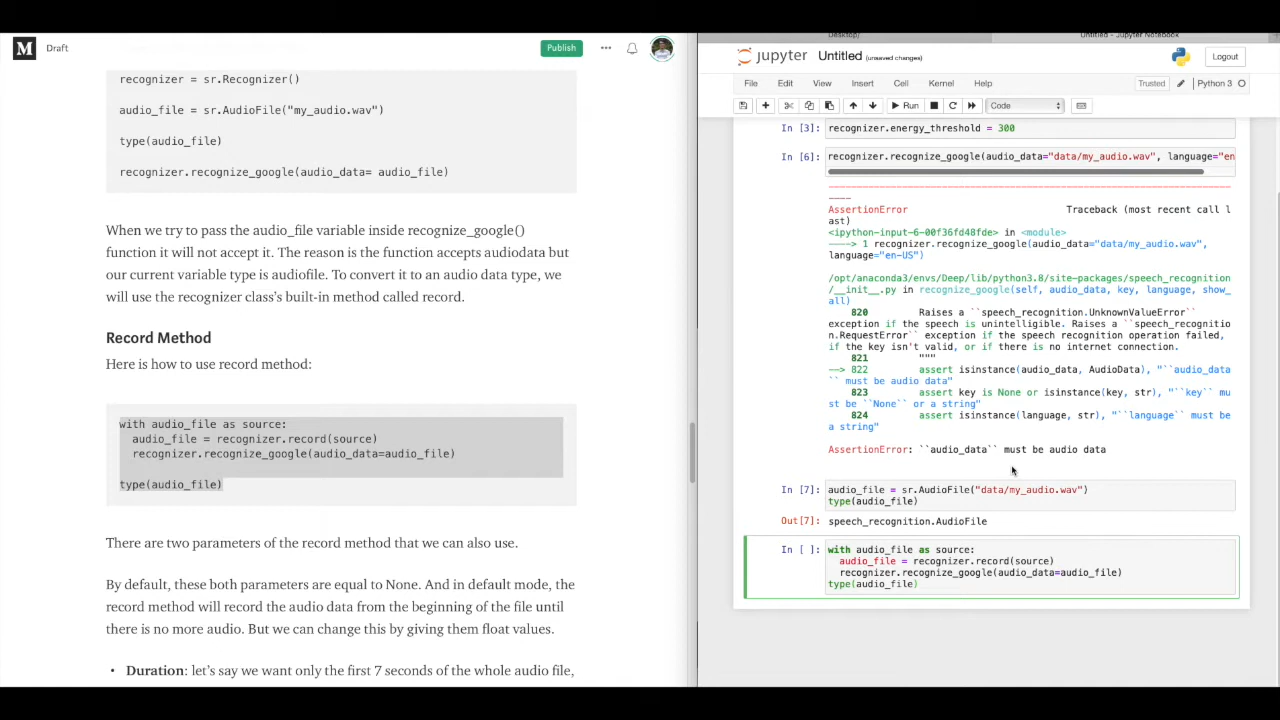 Draft
Publish
recognizer = sr.Recognizer()
audio_file = sr.AudioFile("my_audio.wav")
type(audio_file)
recognizer.recognize_google(audio_data= audio_file)
When we try to pass the audio_file variable inside recognize_google()
function it will not accept it. The reason is the function accepts audiodata but
our current variable type is audiofile. To convert it to an audio data type, we
will use the recognizer class's built-in method called record.
Record Method
Here is how to use record method:
with audio_file as source:
audio_file = recognizer.record(source)
recognizer.recognize_google(audio_data=audio_file)
type(audio_file)
There are two parameters of the record method that we can also use.
By default, these both parameters are equal to None. And in default mode, the
record method will record the audio data from the beginning of the file until
there is no more audio. But we can change this by giving them float values.
• Duration: let's say we want only the first 7 seconds of the whole audio file,
Desktop/
Untitled - Jupyter Notebook
jupyter Untitled (unsaved changes)
Logout
File Edit View Insert Cell Kernel Help
Trusted
Python 3
Run
Code
In [3]: recognizer.energy_threshold = 300
In [6]: recognizer.recognize_google(audio_data="data/my_audio.wav", language="en
---------------------------------------------------------------------------
AssertionError Traceback (most recent call l
ast)
<ipython-input-6-00f36fd48fde> in <module>
----> 1 recognizer.recognize_google(audio_data="data/my_audio.wav",
language="en-US")
/opt/anaconda3/envs/Deep/lib/python3.8/site-packages/speech_recognition
/__init__.py in recognize_google(self, audio_data, key, language, show_
all)
820 Raises a ``speech_recognition.UnknownValueError``
exception if the speech is unintelligible. Raises a ``speech_recognitio
n.RequestError`` exception if the speech recognition operation failed,
if the key isn't valid, or if there is no internet connection.
821 """
--> 822 assert isinstance(audio_data, AudioData), "``audio_data
`` must be audio data"
823 assert key is None or isinstance(key, str), "``key`` mu
st be ``None`` or a string"
824 assert isinstance(language, str), "``language`` must be
a string"
AssertionError: ``audio_data`` must be audio data
In [7]: audio_file = sr.AudioFile("data/my_audio.wav")
type(audio_file)
Out[7]: speech_recognition.AudioFile
In [ ]: with audio_file as source:
audio_file = recognizer.record(source)
recognizer.recognize_google(audio_data=audio_file)
type(audio_file)